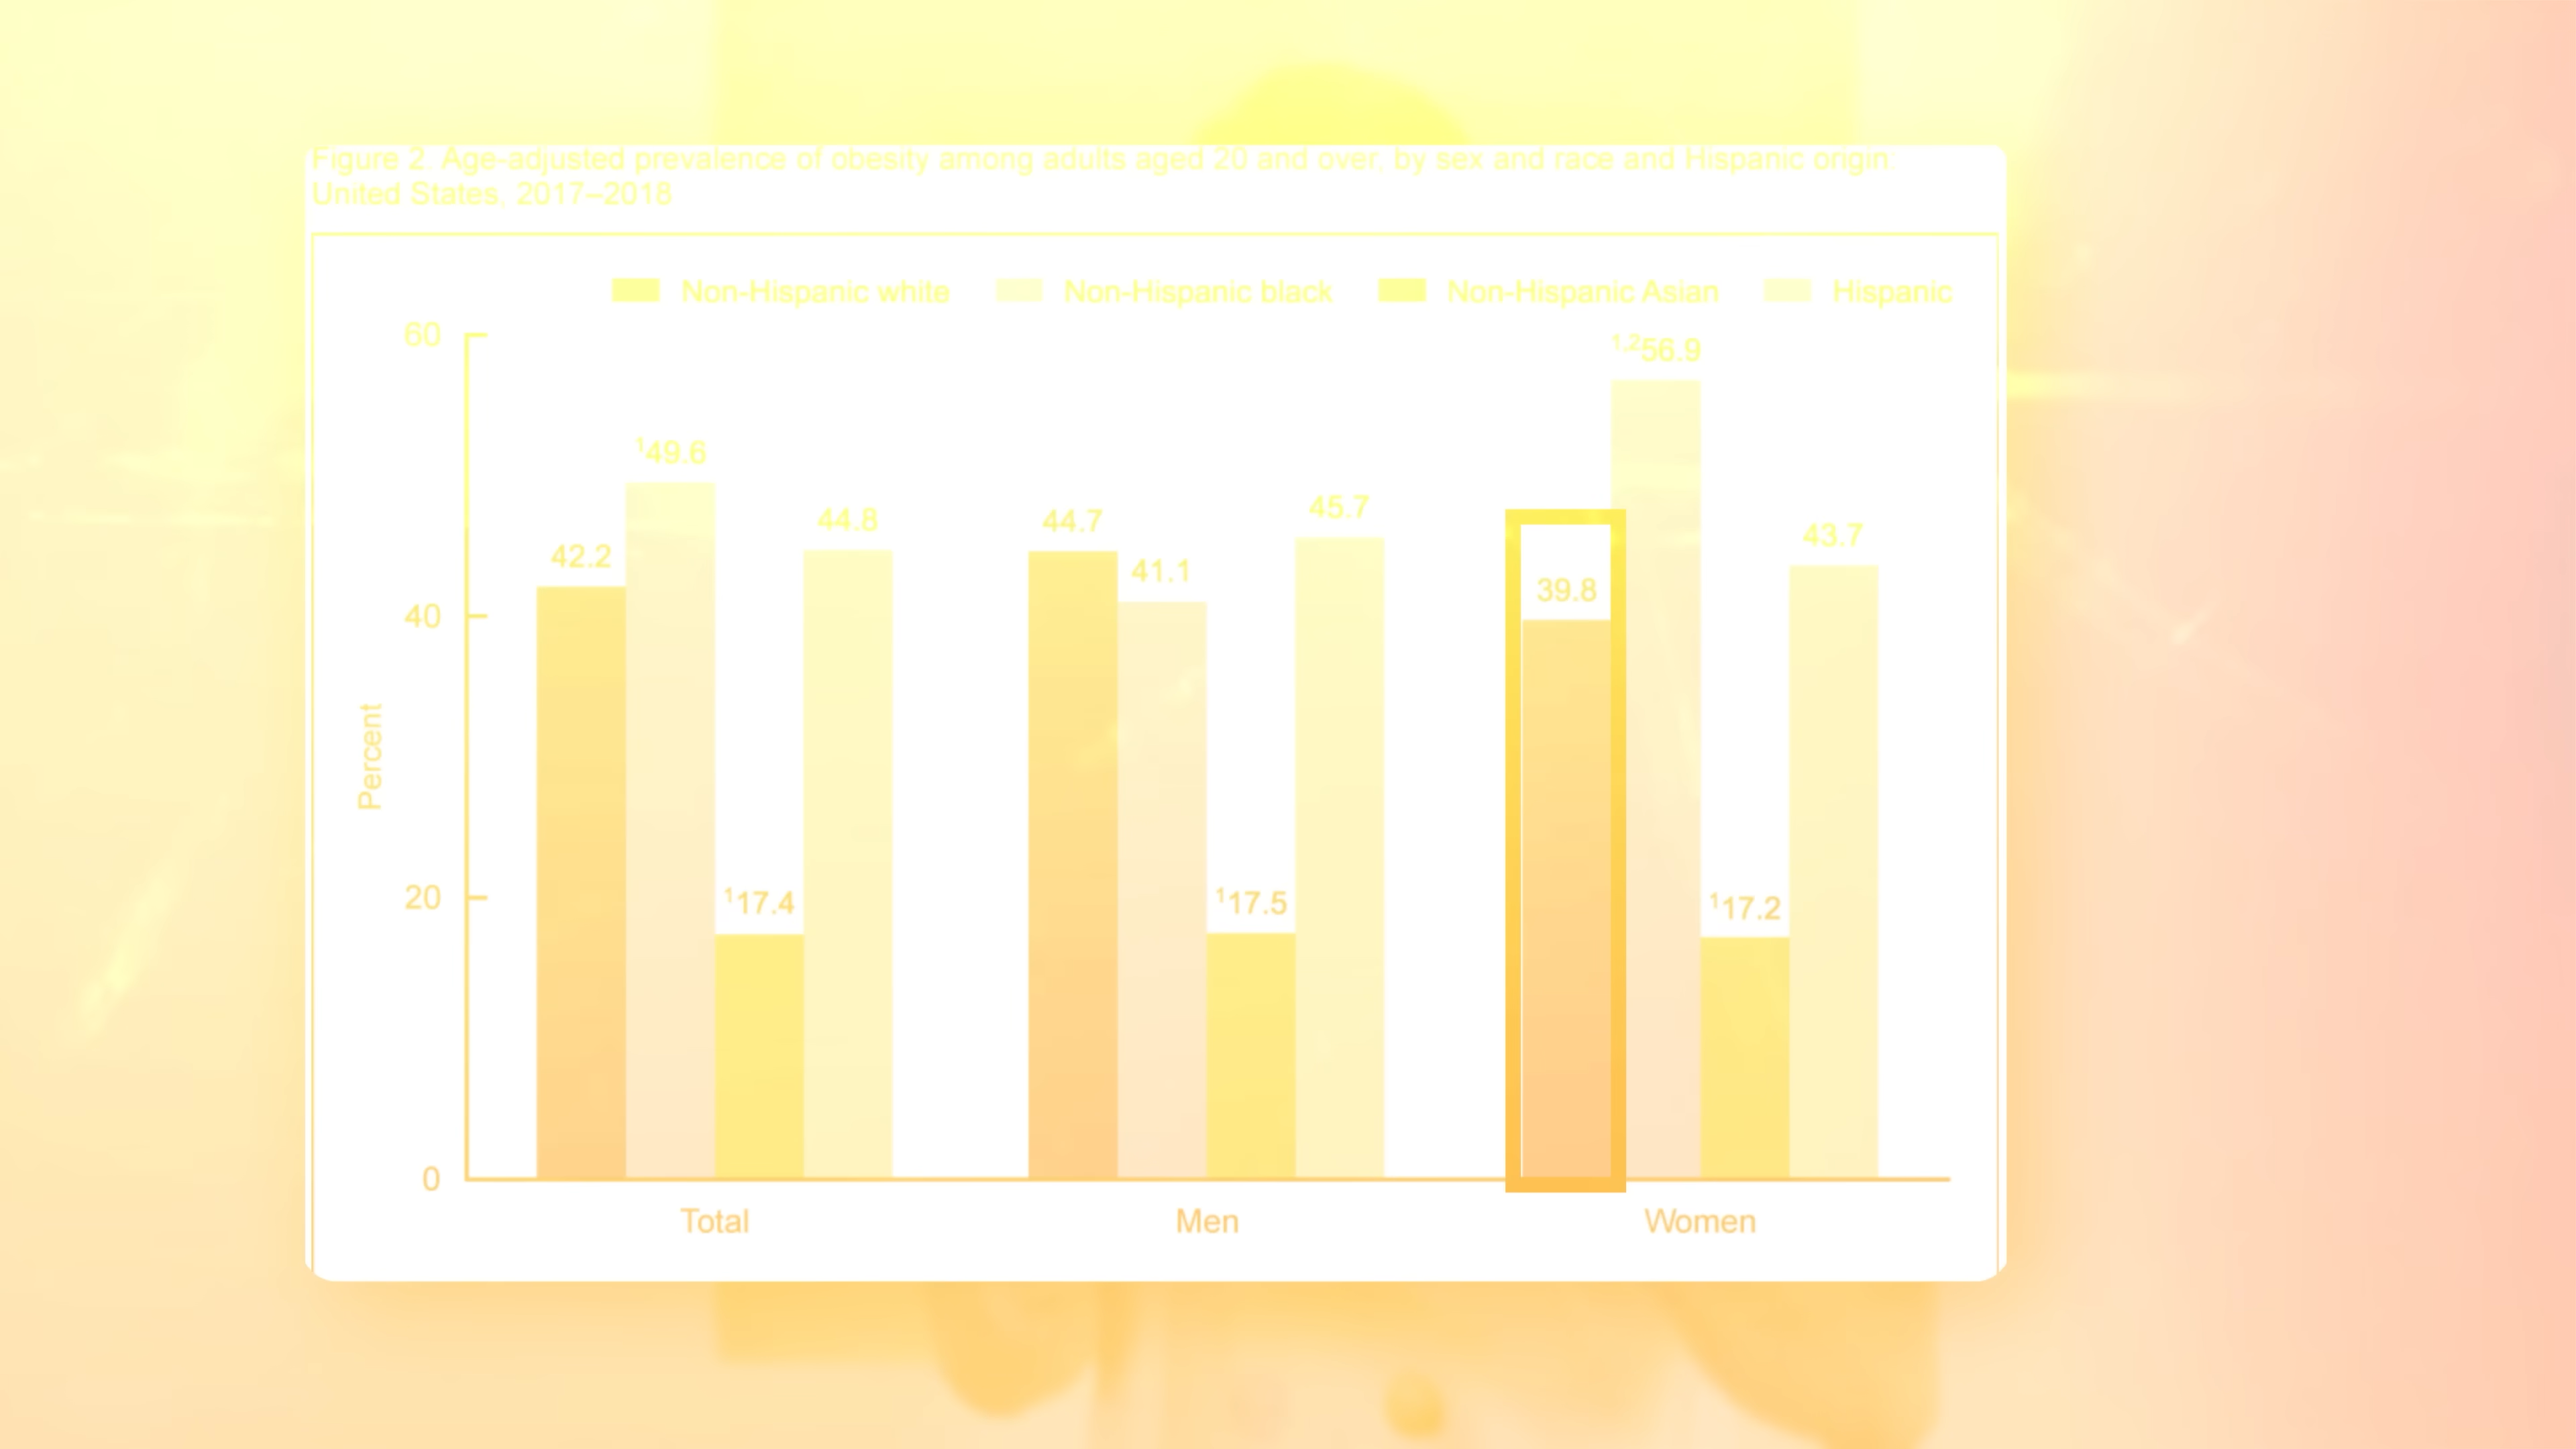 Figure 2. Age-adjusted prevalence of obesity among adults aged 20 and over, by sex and race and Hispanic origin:
United States, 2017–2018
Non-Hispanic white
Non-Hispanic black
Non-Hispanic Asian
Hispanic
60
40
20
0
Percent
42.2
¹49.6
¹17.4
44.8
44.7
41.1
¹17.5
45.7
39.8
¹˒²56.9
¹17.2
43.7
Total
Men
Women